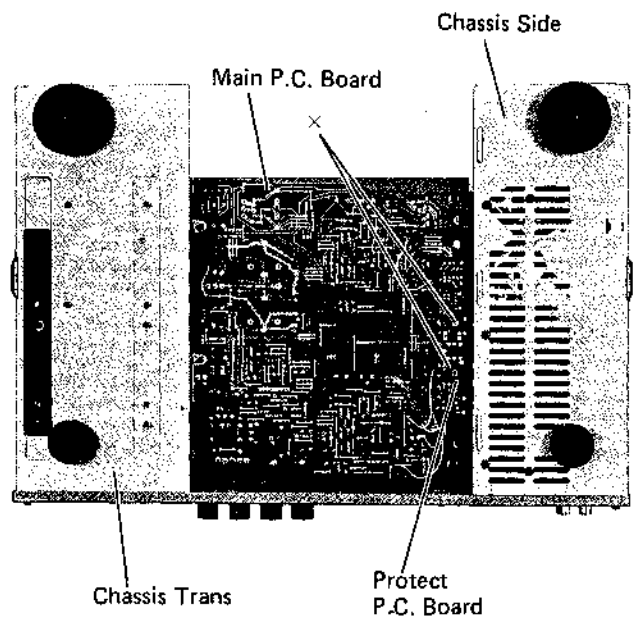 Chassis Side
Main P.C. Board
×
Chassis Trans
Protect
P.C. Board